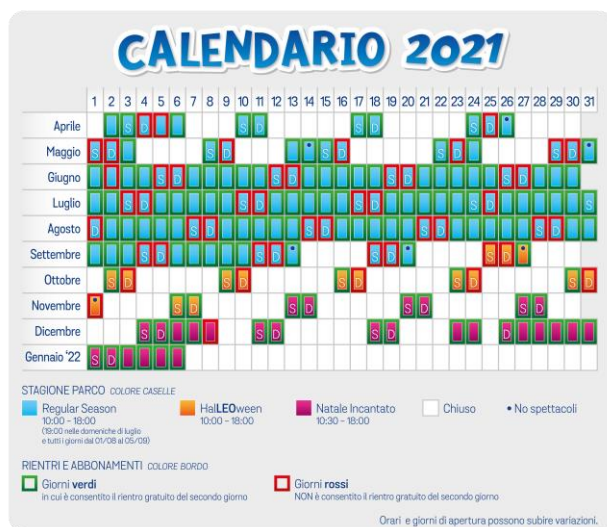 CALENDARIO 2021
1 2 3 4 5 6 7 8 9 10 11 12 13 14 15 16 17 18 19 20 21 22 23 24 25 26 27 28 29 30 31
Aprile S D D S D S D S D
Maggio S D S D S D S D S D
Giugno S D S D S D S D
Luglio S D S D S D S D S
Agosto D S D S D S D S D
Settembre S D S D S D S D
Ottobre S D S D S D S D S D
Novembre S D S D S D S D
Dicembre S D S D S D D
Gennaio '22 S D
STAGIONE PARCO COLORE CASELLE
Regular Season
10:00 - 18:00
(19:00 nelle domeniche di luglio
e tutti i giorni dal 01/08 al 05/09)
HalLEOween
10:00 - 18:00
Natale Incantato
10:30 - 18:00
Chiuso
• No spettacoli
RIENTRI E ABBONAMENTI COLORE BORDO
Giorni verdi
in cui è consentito il rientro gratuito del secondo giorno
Giorni rossi
NON è consentito il rientro gratuito del secondo giorno
Orari e giorni di apertura possono subire variazioni,